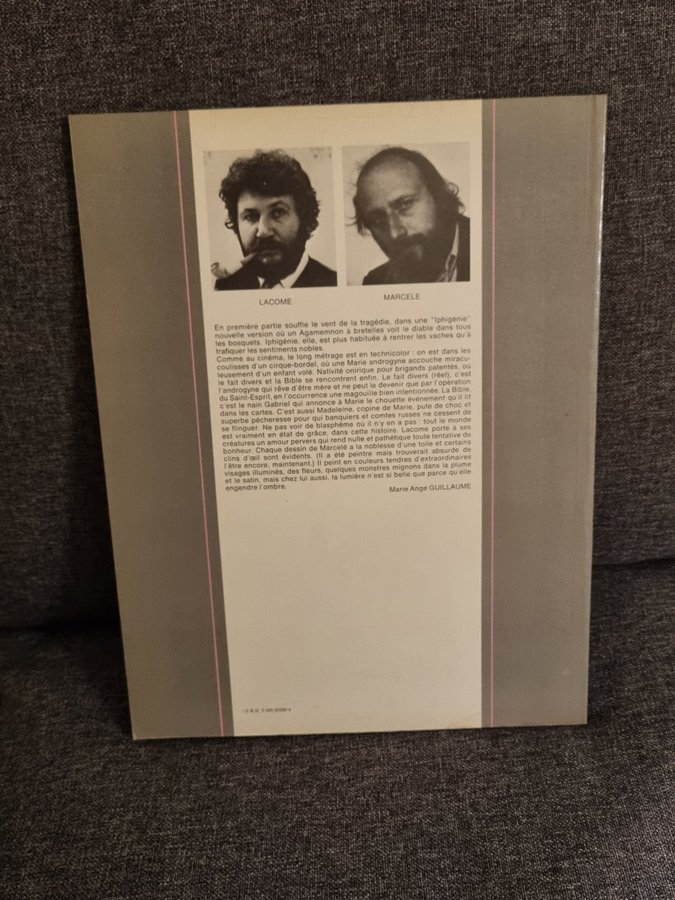 LACOME
MARCELE
En première partie souffle le vent de la tragédie, dans une "Iphigénie"
nouvelle version où un Agamemnon à bretelles voit le diable dans tous
les bosquets. Iphigénie, elle, est plus habituée à rentrer les vaches qu'à
trafiquer les sentiments nobles.
Comme au cinéma, le long métrage est en technicolor : on est dans les
coulisses d'un cirque-bordel, où une Marie androgyne accouche miracu-
leusement d'un enfant volé. Nativité onirique pour brigands patentés, où
le fait divers et la Bible se rencontrent enfin. Le fait divers (réel), c'est
l'androgyne qui rêve d'être mère et ne peut le devenir que par l'opération
du Saint-Esprit, en l'occurrence une magouille bien intentionnée. La Bible,
c'est le nain Gabriel qui annonce à Marie le chouette événement qu'il lit
dans les cartes. C'est aussi Madeleine, copine de Marie, pute de choc et
superbe pécheresse pour qui banquiers et comtes russes ne cessent de
se flinguer. Ne pas voir de blasphème où il n'y en a pas : tout le monde
est vraiment en état de grâce, dans cette histoire. Lacome porte à ses
créatures un amour pervers qui rend nulle et pathétique toute tentative de
bonheur. Chaque dessin de Marcelé a la noblesse d'une toile et certains
clins d'œil sont évidents. (Il a été peintre mais trouverait absurde de
l'être encore, maintenant.) Il peint en couleurs tendres d'extraordinaires
visages illuminés, des fleurs, quelques monstres mignons dans la plume
et le satin, mais chez lui aussi, la lumière n'est si belle que parce qu'elle
engendre l'ombre.
Marie Ange GUILLAUME